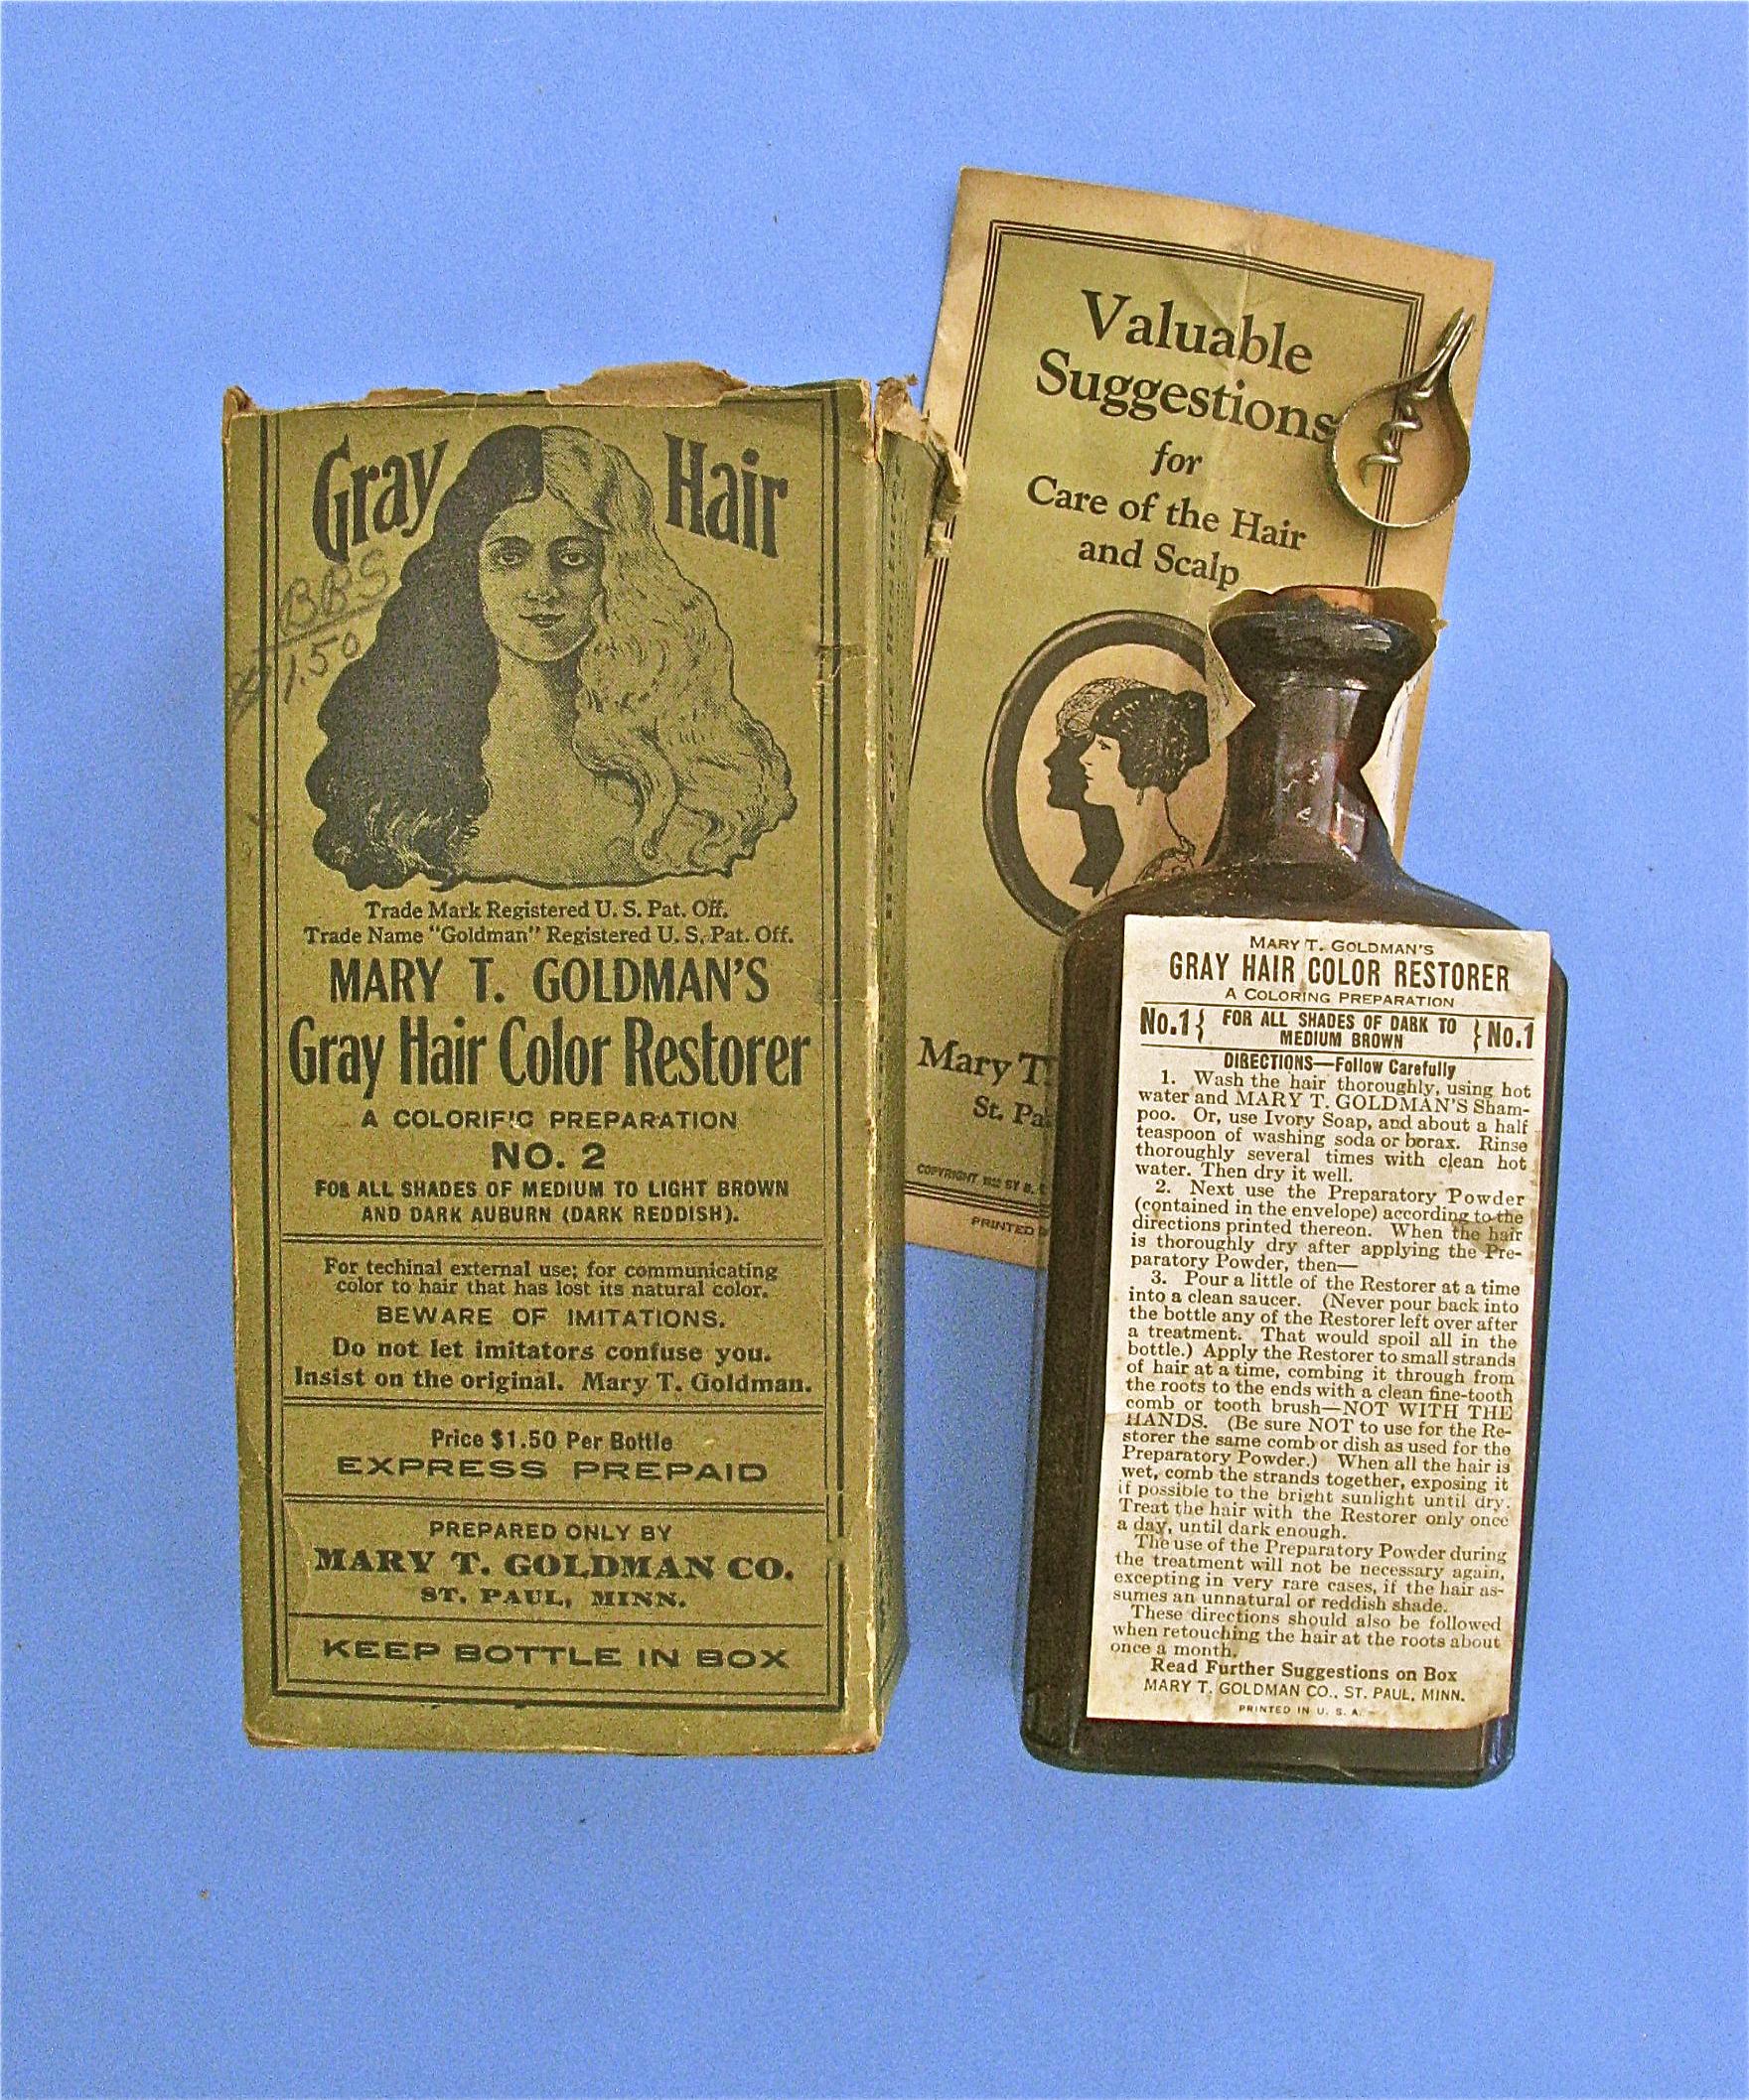 Gray Hair
BBS
1.50
Trade Mark Registered U. S. Pat. Off.
Trade Name "Goldman" Registered U. S. Pat. Off.
MARY T. GOLDMAN'S
Gray Hair Color Restorer
A COLORIFIC PREPARATION
NO. 2
FOR ALL SHADES OF MEDIUM TO LIGHT BROWN
AND DARK AUBURN (DARK REDDISH).
For techinal external use; for communicating
color to hair that has lost its natural color.
BEWARE OF IMITATIONS.
Do not let imitators confuse you.
Insist on the original. Mary T. Goldman.
Price $1.50 Per Bottle
EXPRESS PREPAID
PREPARED ONLY BY
MARY T. GOLDMAN CO.
ST. PAUL, MINN.
KEEP BOTTLE IN BOX
Valuable
Suggestions
for
Care of the Hair
and Scalp
Mary T.
St. Pa
COPYRIGHT BY
PRINTED
MARY T. GOLDMAN'S
GRAY HAIR COLOR RESTORER
A COLORING PREPARATION
No.1{ FOR ALL SHADES OF DARK TO }No.1
MEDIUM BROWN
DIRECTIONS—Follow Carefully
1. Wash the hair thoroughly, using hot
water and MARY T. GOLDMAN'S Sham-
poo. Or, use Ivory Soap, and about a half
teaspoon of washing soda or borax. Rinse
thoroughly several times with clean hot
water. Then dry it well.
2. Next use the Preparatory Powder
(contained in the envelope) according to the
directions printed thereon. When the hair
is thoroughly dry after applying the Pre-
paratory Powder, then—
3. Pour a little of the Restorer at a time
into a clean saucer. (Never pour back into
the bottle any of the Restorer left over after
a treatment. That would spoil all in the
bottle.) Apply the Restorer to small strands
of hair at a time, combing it through from
the roots to the ends with a clean fine-tooth
comb or tooth brush—NOT WITH THE
HANDS. (Be sure NOT to use for the Re-
storer the same comb or dish as used for the
Preparatory Powder.) When all the hair is
wet, comb the strands together, exposing it
if possible to the bright sunlight until dry.
Treat the hair with the Restorer only once
a day, until dark enough.
The use of the Preparatory Powder during
the treatment will not be necessary again,
excepting in very rare cases, if the hair as-
sumes an unnatural or reddish shade.
These directions should also be followed
when retouching the hair at the roots about
once a month.
Read Further Suggestions on Box
MARY T. GOLDMAN CO., ST. PAUL, MINN.
PRINTED IN U. S. A.